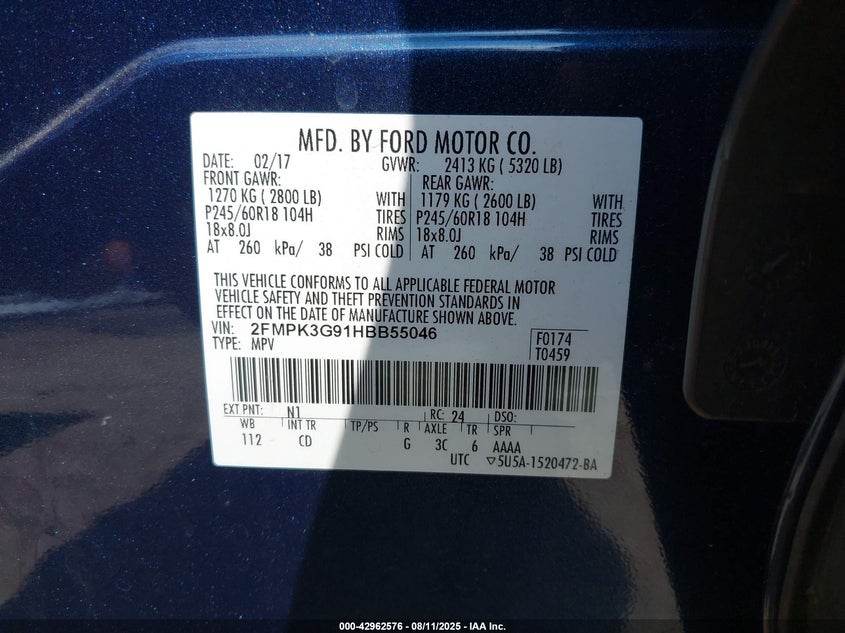 MFD. BY FORD MOTOR CO.
DATE: 02/17 GVWR: 2413 KG ( 5320 LB)
FRONT GAWR: REAR GAWR:
1270 KG ( 2800 LB) WITH 1179 KG ( 2600 LB) WITH
P245/60R18 104H TIRES P245/60R18 104H TIRES
18x8.0J RIMS 18x8.0J RIMS
AT 260 kPa/ 38 PSI COLD AT 260 kPa/ 38 PSI COLD
THIS VEHICLE CONFORMS TO ALL APPLICABLE FEDERAL MOTOR
VEHICLE SAFETY AND THEFT PREVENTION STANDARDS IN
EFFECT ON THE DATE OF MANUFACTURE SHOWN ABOVE.
VIN: 2FMPK3G91HBB55046 F0174
TYPE: MPV T0459
EXT PNT: N1 RC: 24 DSO:
WB INT TR TP/PS R AXLE TR SPR
112 CD G 3C 6 AAAA
UTC ▽5U5A-1520472-BA
000-42962576 - 08/11/2025 - IAA Inc.